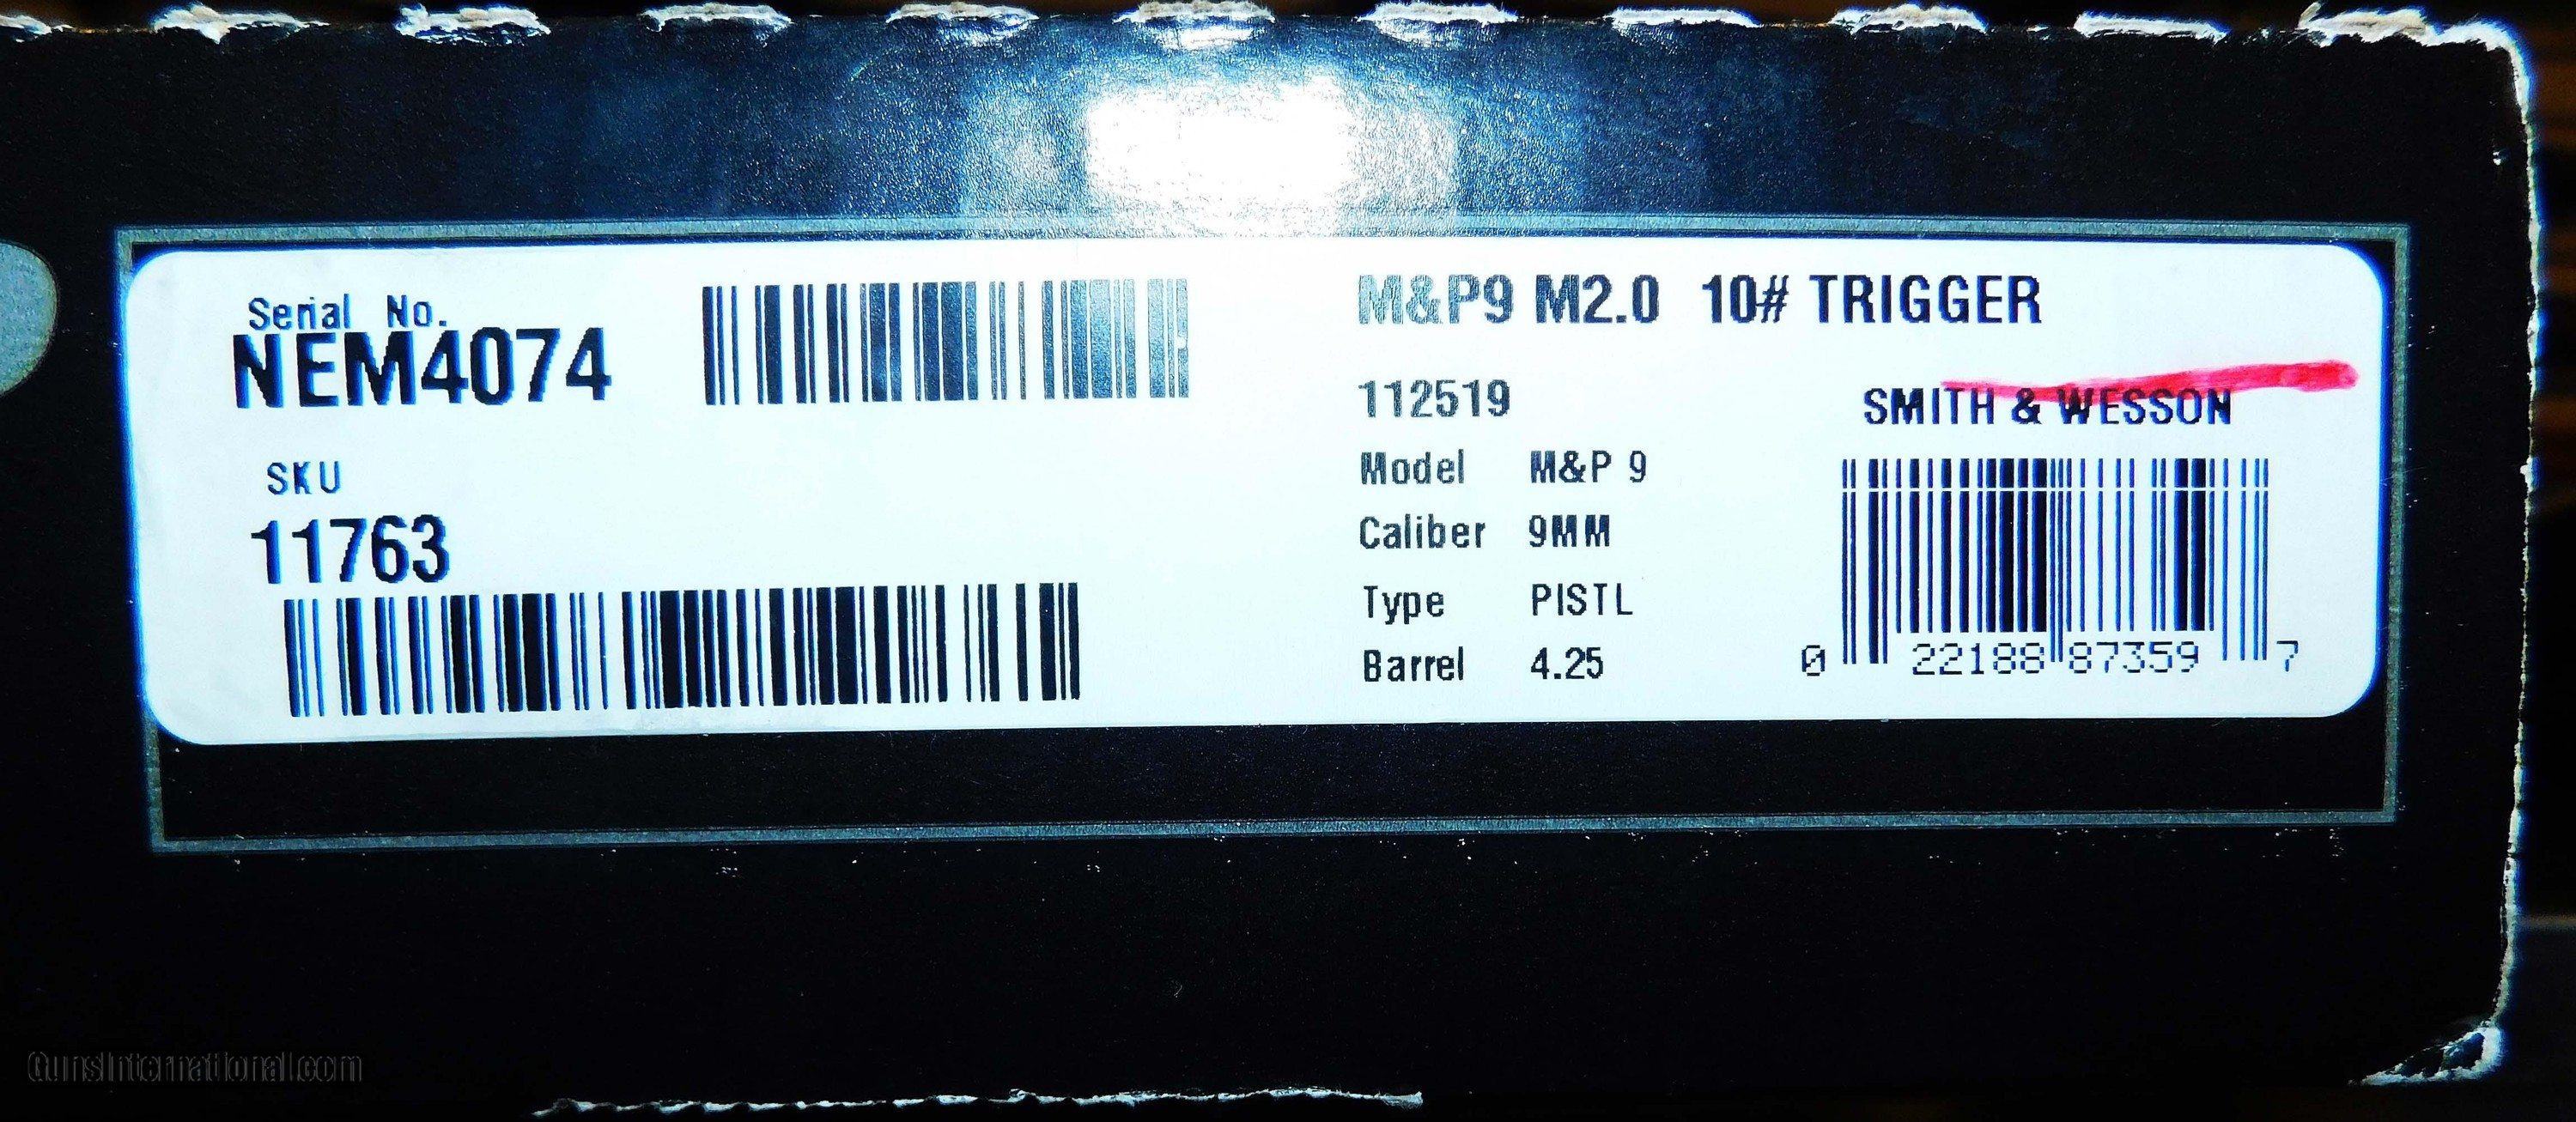 Serial No.
NEM4074
SKU
11763
M&P9 M2.0 10# TRIGGER
112519
SMITH & WESSON
Model M&P 9
Caliber 9MM
Type PISTL
Barrel 4.25
0 22188 87359 7
GunsInternational.com